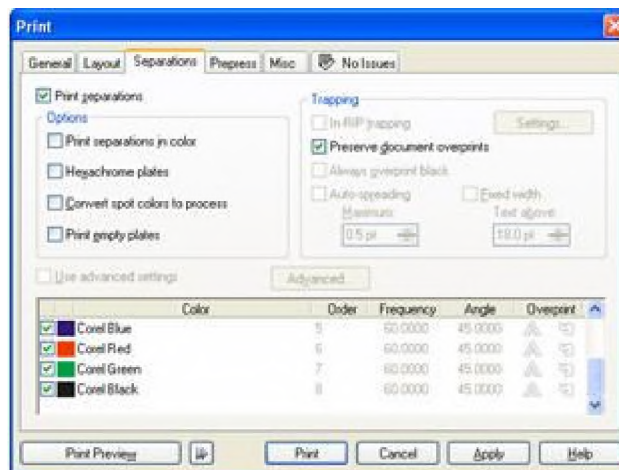 Print
General Layout Separations Prepress Misc No Issues
Print separations
Options
Print separations in color
Hexachrome plates
Convert spot colors to process
Print empty plates
Trapping
In-RIP trapping Settings...
Preserve document overprints
Always overprint black
Auto-spreading Fixed width
Maximum: Text above:
0.5 pt 18.0 pt
Use advanced settings Advanced...
Color Order Frequency Angle Overprint
Corel Blue 5 60.0000 45.0000
Corel Red 6 60.0000 45.0000
Corel Green 7 60.0000 45.0000
Corel Black 8 60.0000 45.0000
Print Preview Print Cancel Apply Help